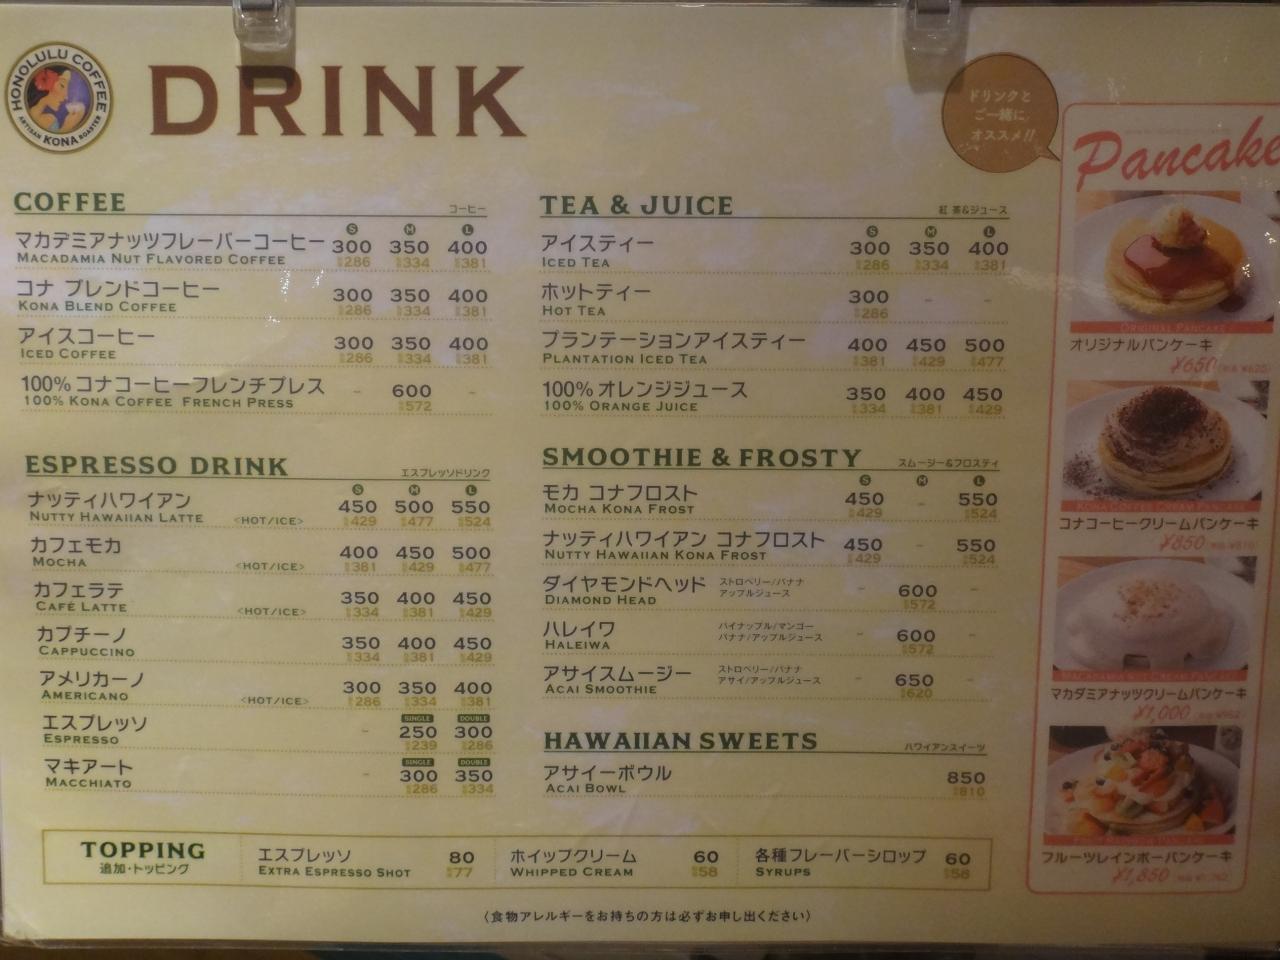 HONOLULU COFFEE
ARTISAN KONA ROASTER
DRINK
ドリンクと
ご一緒に
オススメ!!
COFFEE コーヒー
S M L
マカデミアナッツフレーバーコーヒー 300 350 400
MACADAMIA NUT FLAVORED COFFEE 286 334 381
コナ ブレンドコーヒー 300 350 400
KONA BLEND COFFEE 286 334 381
アイスコーヒー 300 350 400
ICED COFFEE 286 334 381
100% コナコーヒーフレンチプレス - 600 -
100% KONA COFFEE FRENCH PRESS 572
ESPRESSO DRINK エスプレッソドリンク
S M L
ナッティハワイアン 450 500 550
NUTTY HAWAIIAN LATTE <HOT/ICE> 429 477 524
カフェモカ 400 450 500
MOCHA <HOT/ICE> 381 429 477
カフェラテ 350 400 450
CAFÉ LATTE <HOT/ICE> 334 381 429
カプチーノ 350 400 450
CAPPUCCINO 334 381 429
アメリカーノ 300 350 400
AMERICANO <HOT/ICE> 286 334 381
SINGLE DOUBLE
エスプレッソ - 250 300
ESPRESSO 239 286
SINGLE DOUBLE
マキアート - 300 350
MACCHIATO 286 334
TEA & JUICE 紅茶&ジュース
S M L
アイスティー 300 350 400
ICED TEA 286 334 381
ホットティー 300 - -
HOT TEA 286
プランテーションアイスティー 400 450 500
PLANTATION ICED TEA 381 429 477
100% オレンジジュース 350 400 450
100% ORANGE JUICE 334 381 429
SMOOTHIE & FROSTY スムージー&フロスティ
S M L
モカ コナフロスト 450 - 550
MOCHA KONA FROST 429 524
ナッティハワイアン コナフロスト 450 - 550
NUTTY HAWAIIAN KONA FROST 429 524
ダイヤモンドヘッド ストロベリー/バナナ - 600 -
DIAMOND HEAD アップルジュース 572
ハレイワ パイナップル/マンゴー - 600 -
HALEIWA バナナ/アップルジュース 572
アサイスムージー ストロベリー/バナナ - 650 -
ACAI SMOOTHIE アサイ/アップルジュース 620
HAWAIIAN SWEETS ハワイアンスイーツ
アサイーボウル 850
ACAI BOWL 810
TOPPING
追加・トッピング
エスプレッソ 80
EXTRA ESPRESSO SHOT 77
ホイップクリーム 60
WHIPPED CREAM 58
各種フレーバーシロップ 60
SYRUPS 58
〈食物アレルギーをお持ちの方は必ずお申し出ください〉
Pancake
ORIGINAL PANCAKE
オリジナルパンケーキ
¥650
KONA COFFEE CREAM PANCAKE
コナコーヒークリームパンケーキ
¥850
MACADAMIA NUT CREAM PANCAKE
マカダミアナッツクリームパンケーキ
¥1,000
フルーツレインボーパンケーキ
¥1,850